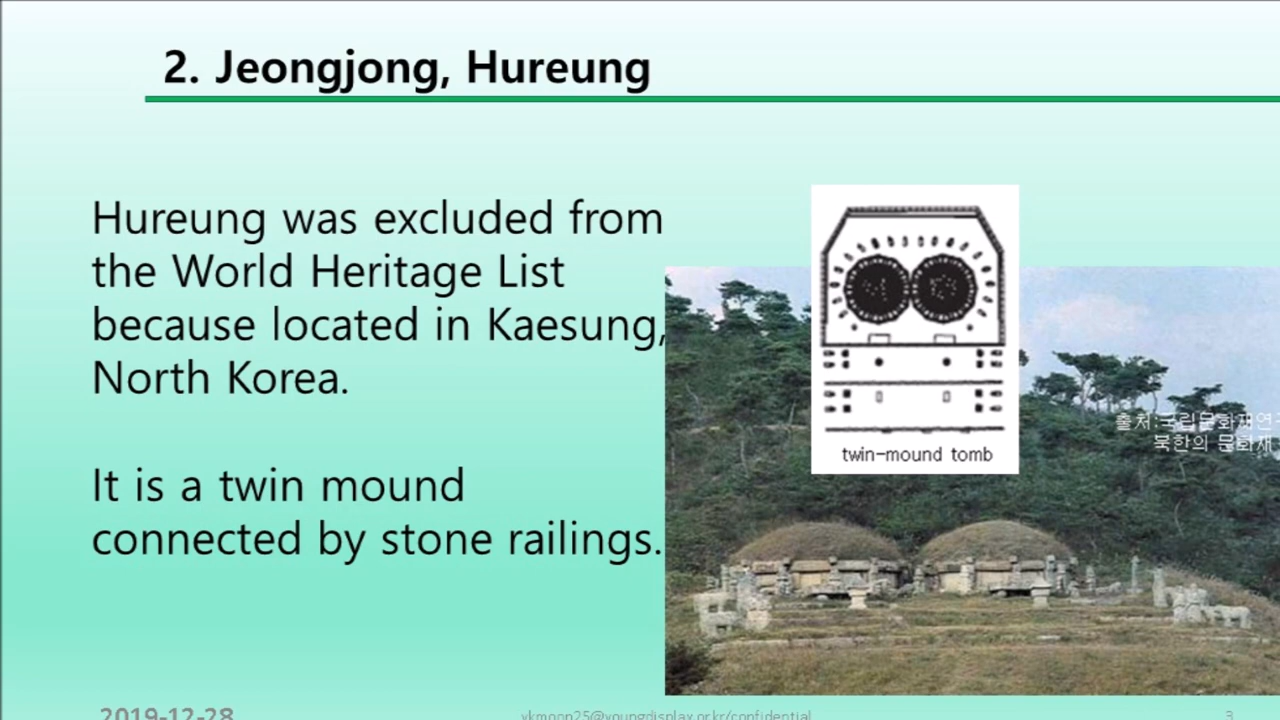 2. Jeongjong, Hureung
Hureung was excluded from
the World Heritage List
because located in Kaesung,
North Korea.
It is a twin mound
connected by stone railings.
twin-mound tomb
출처:국립문화재연구
북한의 문화재
2019-12-28
vkmoon25@youngdisplay.or.kr/confidential
3